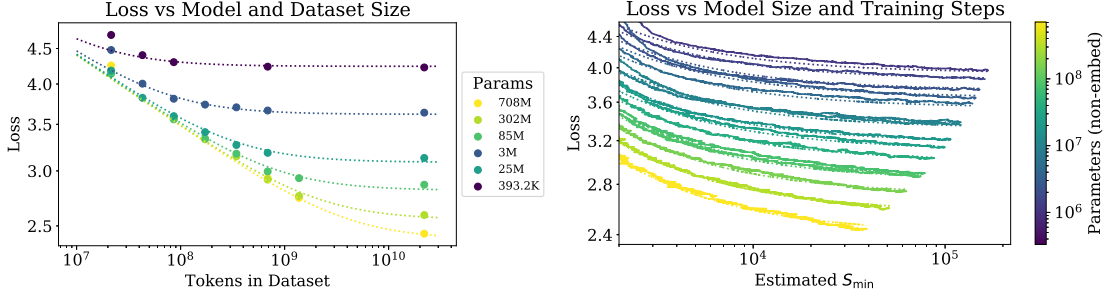 Loss vs Model and Dataset Size
4.5
4.0
3.5
3.0
2.5
Loss
10^7
10^8
10^9
10^10
Tokens in Dataset
Params
708M
302M
85M
3M
25M
393.2K
Loss vs Model Size and Training Steps
4.4
4.0
3.6
3.2
2.8
2.4
Loss
10^4
10^5
Estimated S_min
10^8
10^7
10^6
Parameters (non-embed)